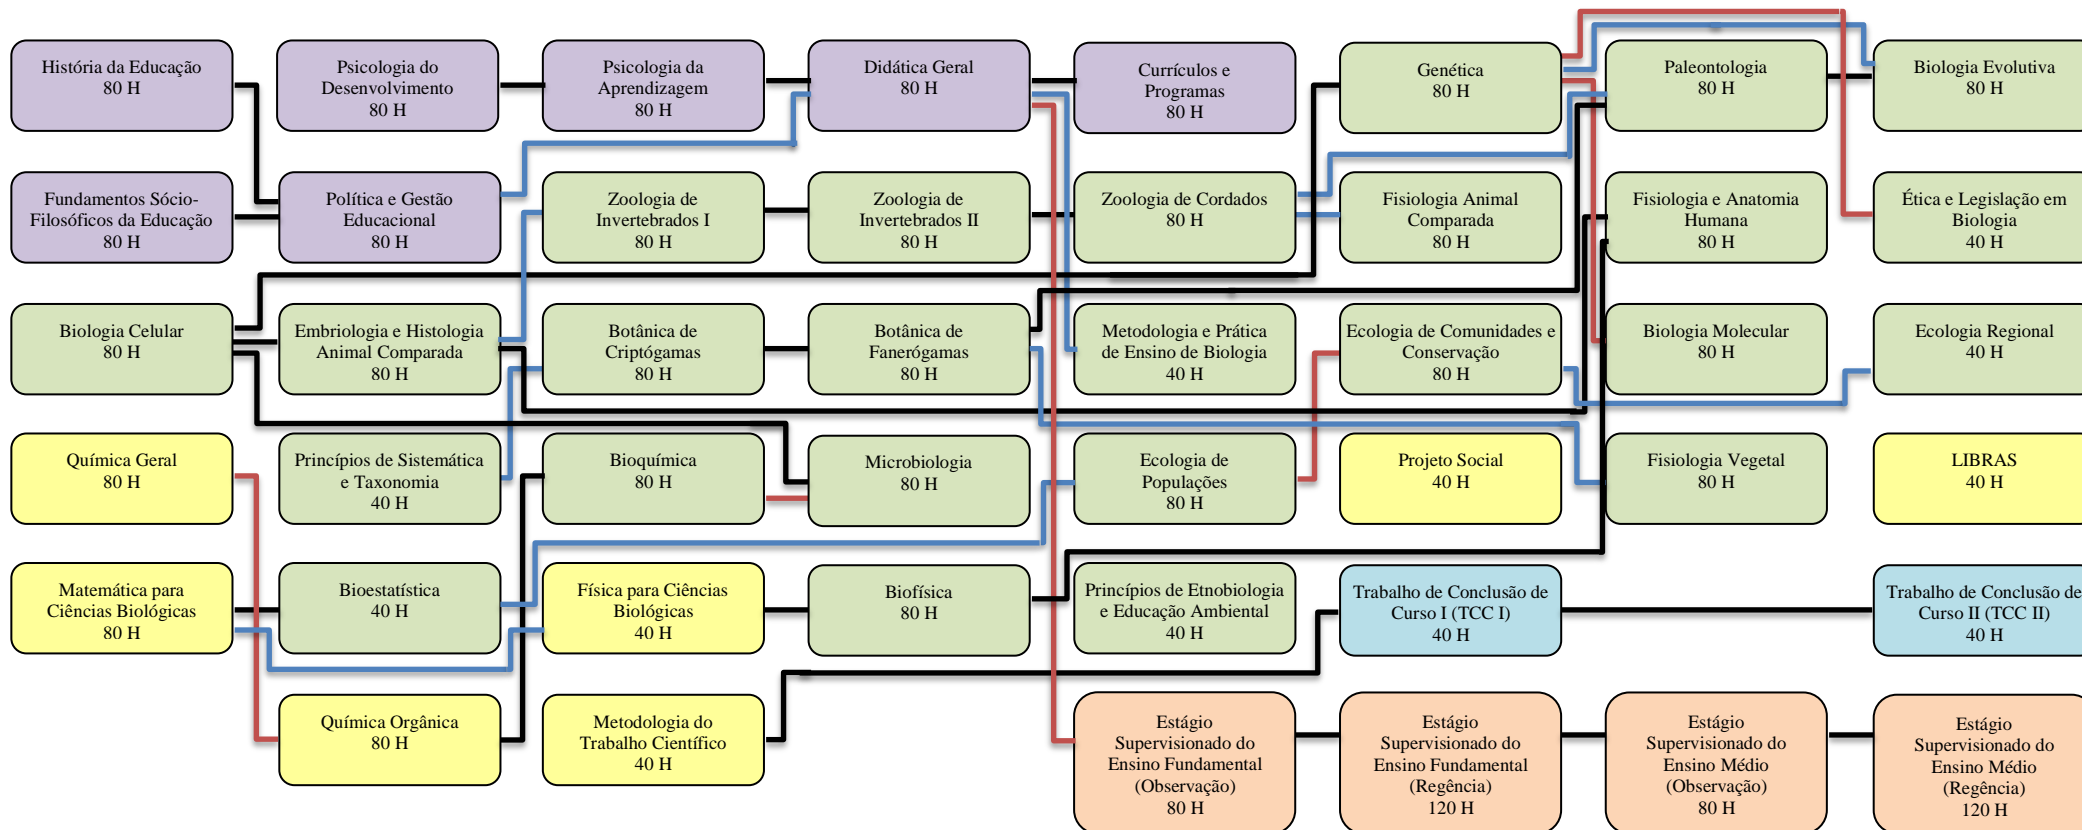 História da Educação
80 H
Psicologia do
Desenvolvimento
80 H
Psicologia da
Aprendizagem
80 H
Didática Geral
80 H
Currículos e
Programas
80 H
Genética
80 H
Paleontologia
80 H
Biologia Evolutiva
80 H
Fundamentos Sócio-
Filosóficos da Educação
80 H
Política e Gestão
Educacional
80 H
Zoologia de
Invertebrados I
80 H
Zoologia de
Invertebrados II
80 H
Zoologia de Cordados
80 H
Fisiologia Animal
Comparada
80 H
Fisiologia e Anatomia
Humana
80 H
Ética e Legislação em
Biologia
40 H
Biologia Celular
80 H
Embriologia e Histologia
Animal Comparada
80 H
Botânica de
Criptógamas
80 H
Botânica de
Fanerógamas
80 H
Metodologia e Prática
de Ensino de Biologia
40 H
Ecologia de Comunidades e
Conservação
80 H
Biologia Molecular
80 H
Ecologia Regional
40 H
Química Geral
80 H
Princípios de Sistemática
e Taxonomia
40 H
Bioquímica
80 H
Microbiologia
80 H
Ecologia de
Populações
80 H
Projeto Social
40 H
Fisiologia Vegetal
80 H
LIBRAS
40 H
Matemática para
Ciências Biológicas
80 H
Bioestatística
40 H
Física para Ciências
Biológicas
40 H
Biofísica
80 H
Princípios de Etnobiologia
e Educação Ambiental
40 H
Trabalho de Conclusão de
Curso I (TCC I)
40 H
Trabalho de Conclusão de
Curso II (TCC II)
40 H
Química Orgânica
80 H
Metodologia do
Trabalho Científico
40 H
Estágio
Supervisionado do
Ensino Fundamental
(Observação)
80 H
Estágio
Supervisionado do
Ensino Fundamental
(Regência)
120 H
Estágio
Supervisionado do
Ensino Médio
(Observação)
80 H
Estágio
Supervisionado do
Ensino Médio
(Regência)
120 H